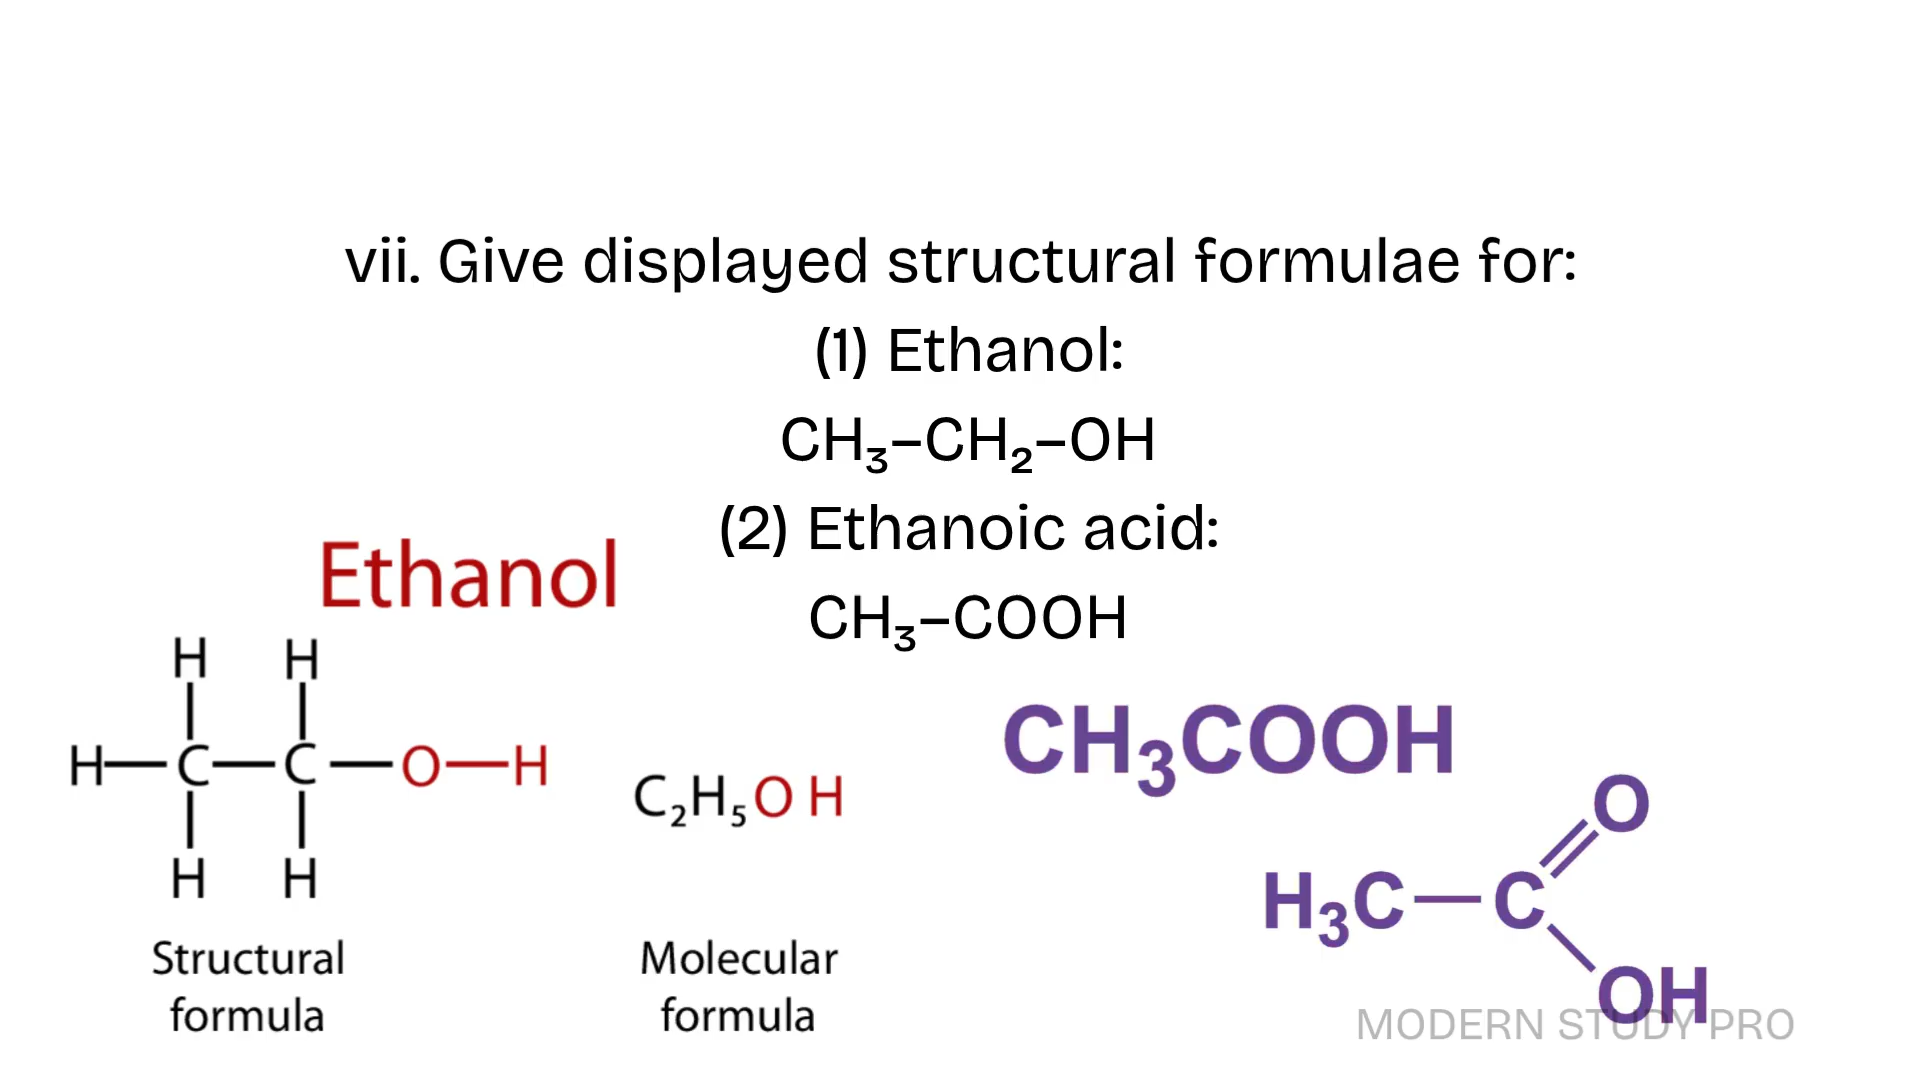 vii. Give displayed structural formulae for:
(1) Ethanol:
CH₃–CH₂–OH
(2) Ethanoic acid:
CH₃–COOH
Ethanol
H H
H—C—C—O—H
H H
Structural
formula
C₂H₅O H
Molecular
formula
CH₃COOH
O
H₃C—C
OH
MODERN STUDY PRO